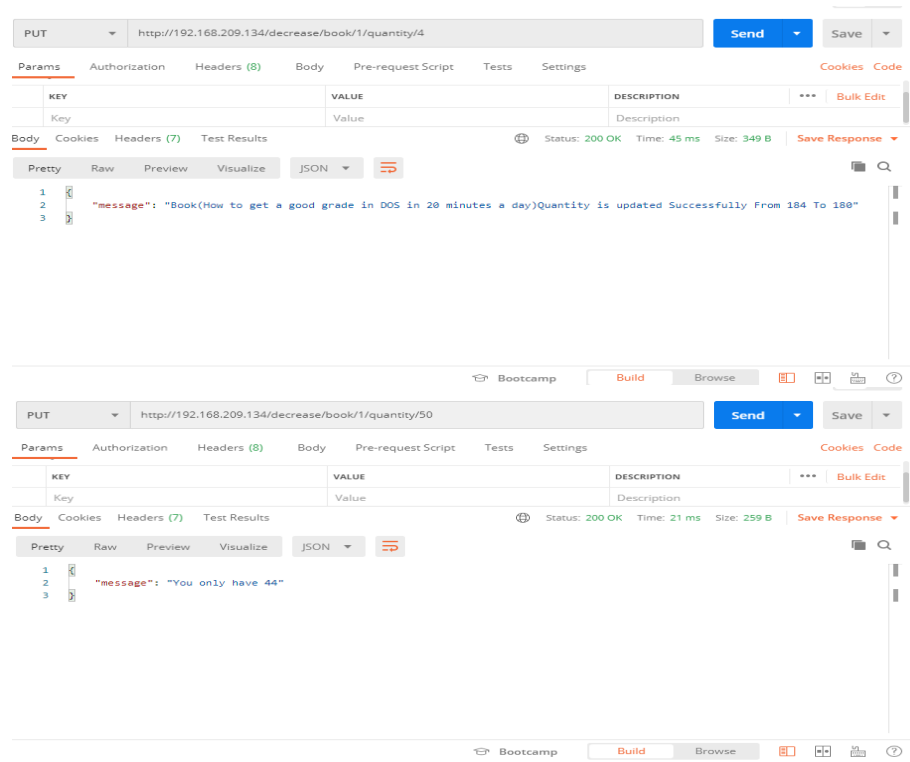 PUT http://192.168.209.134/decrease/book/1/quantity/4 Send Save
Params Authorization Headers (8) Body Pre-request Script Tests Settings Cookies Code
KEY VALUE DESCRIPTION ••• Bulk Edit
Key Value Description
Body Cookies Headers (7) Test Results Status: 200 OK Time: 45 ms Size: 349 B Save Response
Pretty Raw Preview Visualize JSON
1 {
2 "message": "Book(How to get a good grade in DOS in 20 minutes a day)Quantity is updated Successfully From 184 To 180"
3 }
Bootcamp Build Browse
PUT http://192.168.209.134/decrease/book/1/quantity/50 Send Save
Params Authorization Headers (8) Body Pre-request Script Tests Settings Cookies Code
KEY VALUE DESCRIPTION ••• Bulk Edit
Key Value Description
Body Cookies Headers (7) Test Results Status: 200 OK Time: 21 ms Size: 259 B Save Response
Pretty Raw Preview Visualize JSON
1 {
2 "message": "You only have 44"
3 }
Bootcamp Build Browse